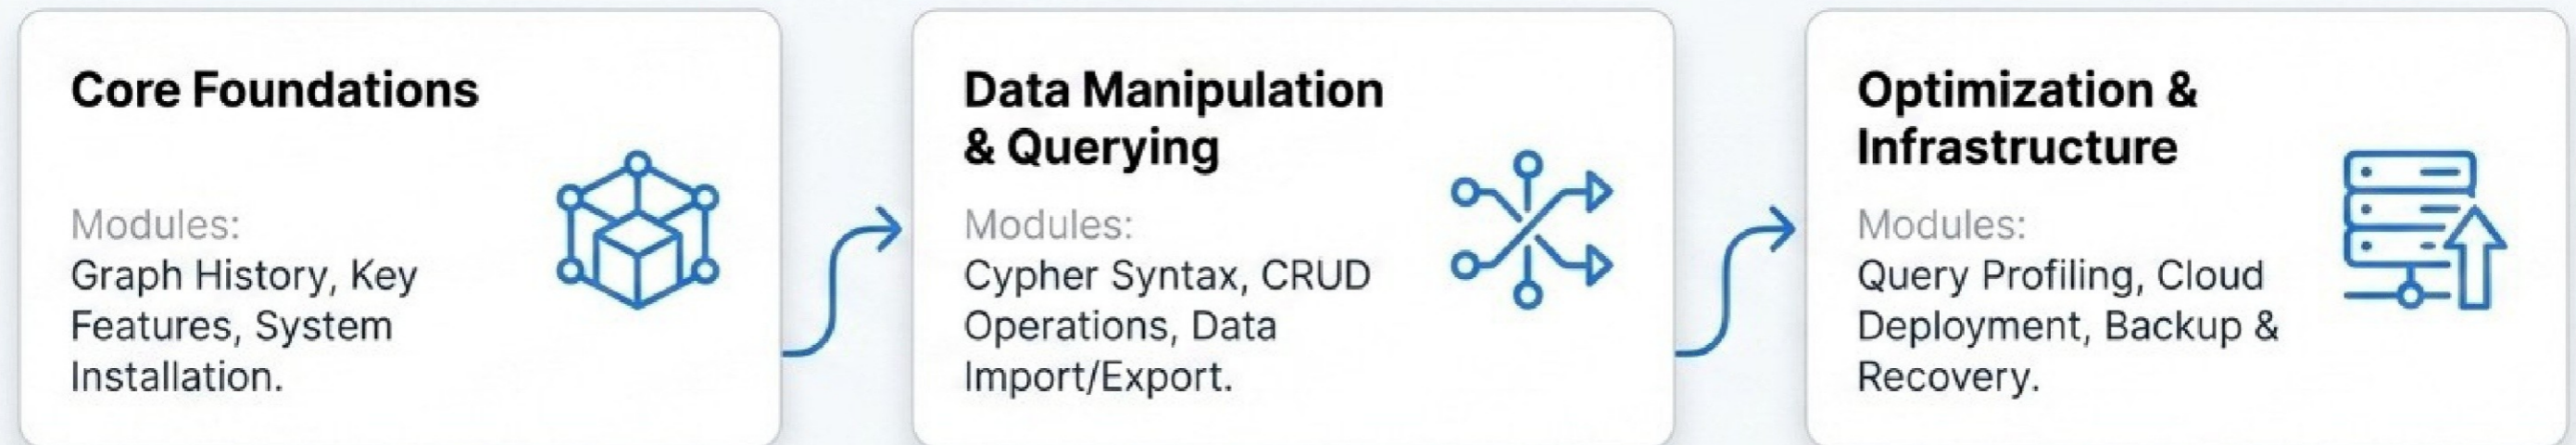 Core Foundations
Modules:
Graph History, Key
Features, System
Installation.
Data Manipulation
& Querying
Modules:
Cypher Syntax, CRUD
Operations, Data
Import/Export.
Optimization &
Infrastructure
Modules:
Query Profiling, Cloud
Deployment, Backup &
Recovery.